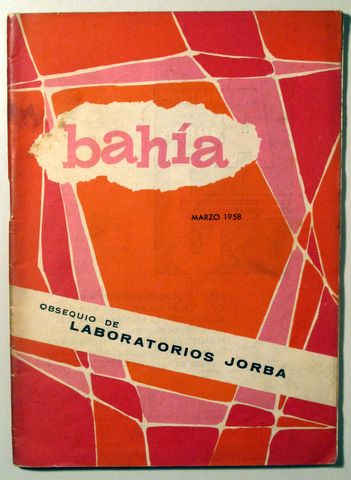 bahía
MARZO 1958
OBSEQUIO DE
LABORATORIOS JORBA